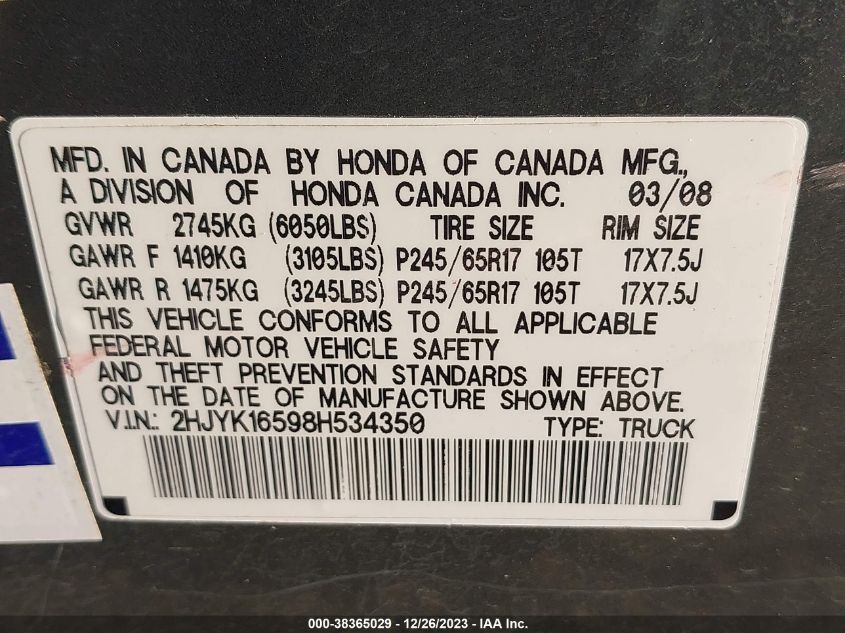 MFD. IN CANADA BY HONDA OF CANADA MFG.,
A DIVISION OF HONDA CANADA INC. 03/08
GVWR 2745KG (6050LBS) TIRE SIZE RIM SIZE
GAWR F 1410KG (3105LBS) P245/65R17 105T 17X7.5J
GAWR R 1475KG (3245LBS) P245/65R17 105T 17X7.5J
THIS VEHICLE CONFORMS TO ALL APPLICABLE
FEDERAL MOTOR VEHICLE SAFETY
AND THEFT PREVENTION STANDARDS IN EFFECT
ON THE DATE OF MANUFACTURE SHOWN ABOVE.
V.I.N.: 2HJYK16598H534350 TYPE: TRUCK
000-38365029 - 12/26/2023 - IAA Inc.